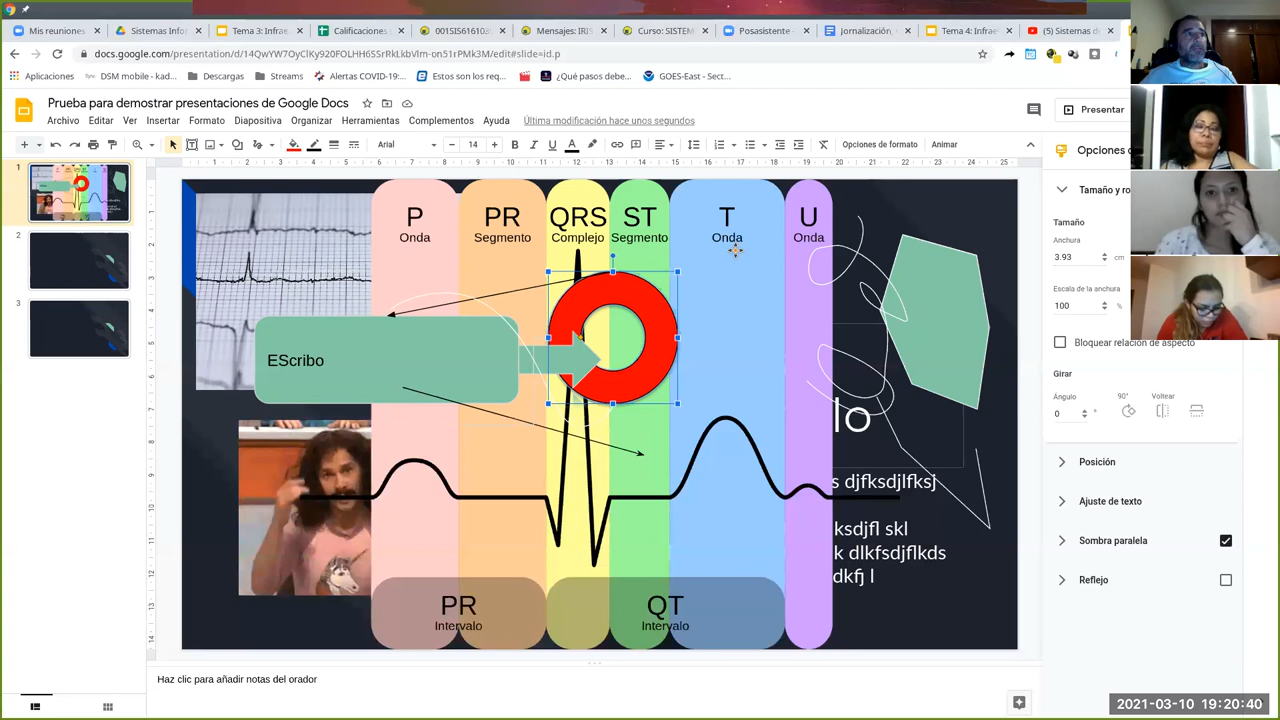 Mis reuniones
Sistemas Infor
Tema 3: Infrae
Calificaciones
001SIS61610
Mensajes: IRIS
Curso: SISTEM
Posasistente -
Jornalización,
Tema 4: Infrae
(5) Sistemas de
docs.google.com/presentation/d/14QwYW7OyClKy920FOLHH6SSrRkLkbVIm-on51rPMk3M/edit#slide=id.p
Aplicaciones
DSM mobile - kad...
Descargas
Streams
Alertas COVID-19:...
Estos son los req...
¿Qué pasos debe...
GOES-East - Sect...
Prueba para demostrar presentaciones de Google Docs
Presentar
Archivo Editar Ver Insertar Formato Diapositiva Organizar Herramientas Complementos Ayuda Última modificación hace unos segundos
Arial
14
Opciones de formato
Animar
Opciones
1
2
3
P
Onda
PR
Segmento
QRS
Complejo
ST
Segmento
T
Onda
U
Onda
EScribo
lo
s djfksdjlfksj
ksdjfl skl
k dlkfsdjflkds
dkfj l
PR
Intervalo
QT
Intervalo
Tamaño y ro
Tamaño
Anchura
3.93 cm
Escala de la anchura
100 %
Bloquear relación de aspecto
Girar
Ángulo
90°
Voltear
0 °
Posición
Ajuste de texto
Sombra paralela
Reflejo
Haz clic para añadir notas del orador
2021-03-10 19:20:40